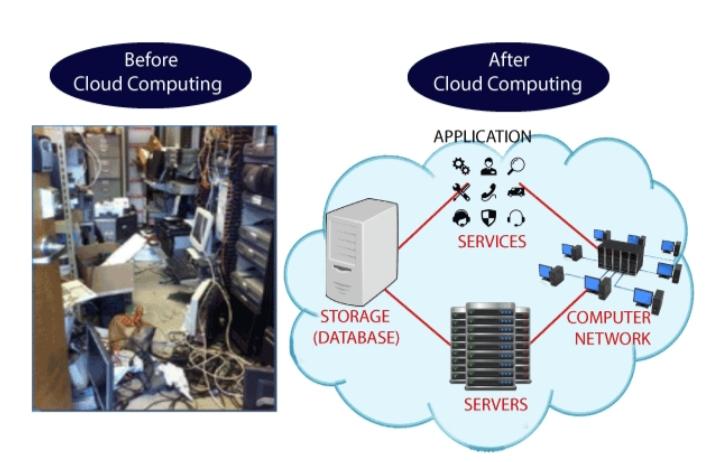 Before
Cloud Computing
After
Cloud Computing
APPLICATION
SERVICES
STORAGE
(DATABASE)
COMPUTER
NETWORK
SERVERS